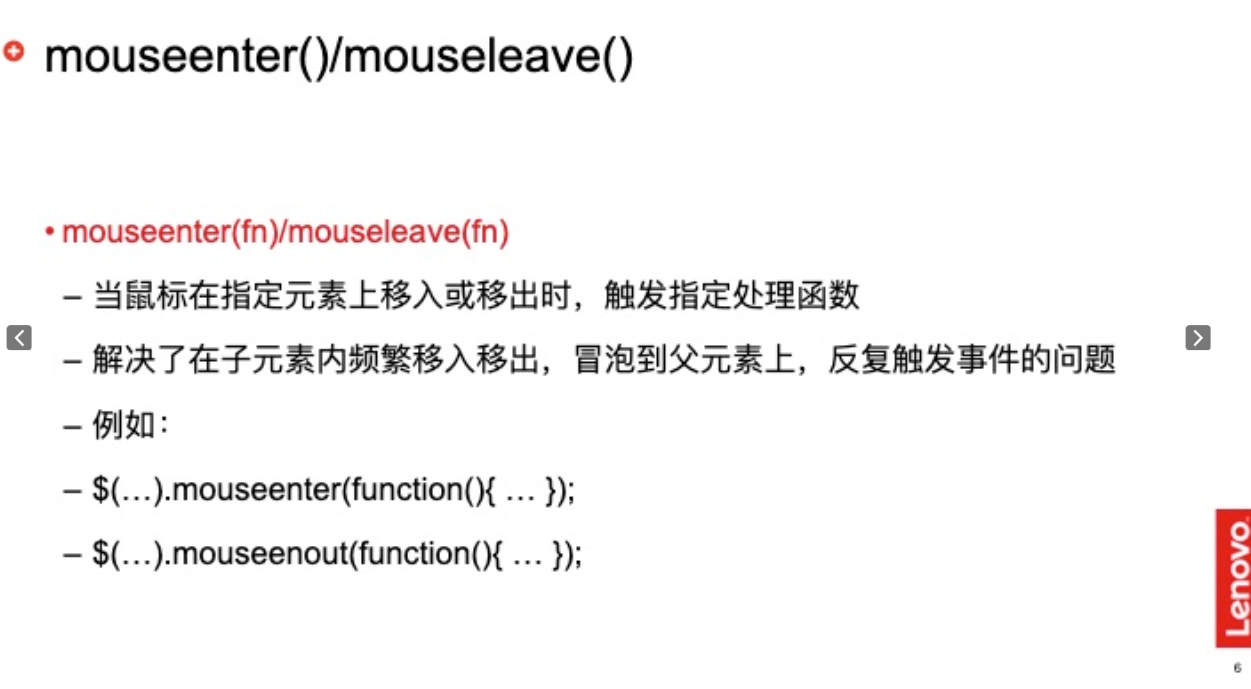 mouseenter()/mouseleave()
• mouseenter(fn)/mouseleave(fn)
– 当鼠标在指定元素上移入或移出时，触发指定处理函数
– 解决了在子元素内频繁移入移出，冒泡到父元素上，反复触发事件的问题
– 例如：
– $(…).mouseenter(function(){ … });
– $(…).mouseenout(function(){ … });
Lenovo
6